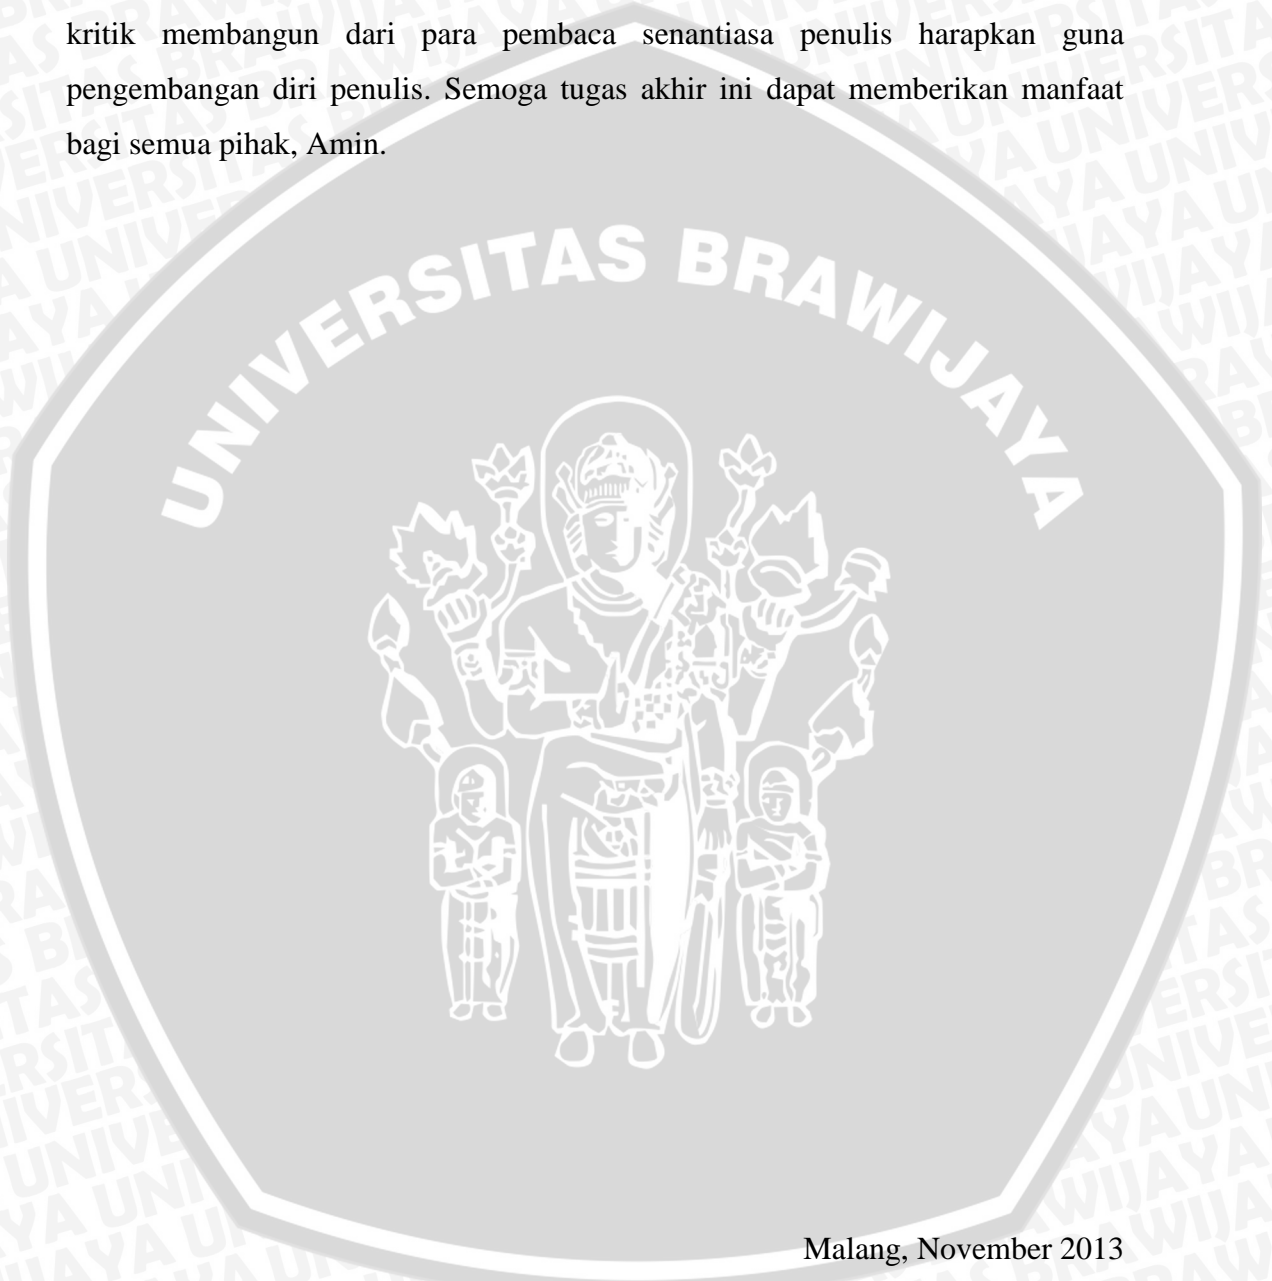 kritik membangun dari para pembaca senantiasa penulis harapkan guna
pengembangan diri penulis. Semoga tugas akhir ini dapat memberikan manfaat
bagi semua pihak, Amin.
UNIVERSITAS BRAWIJAYA
Malang, November 2013